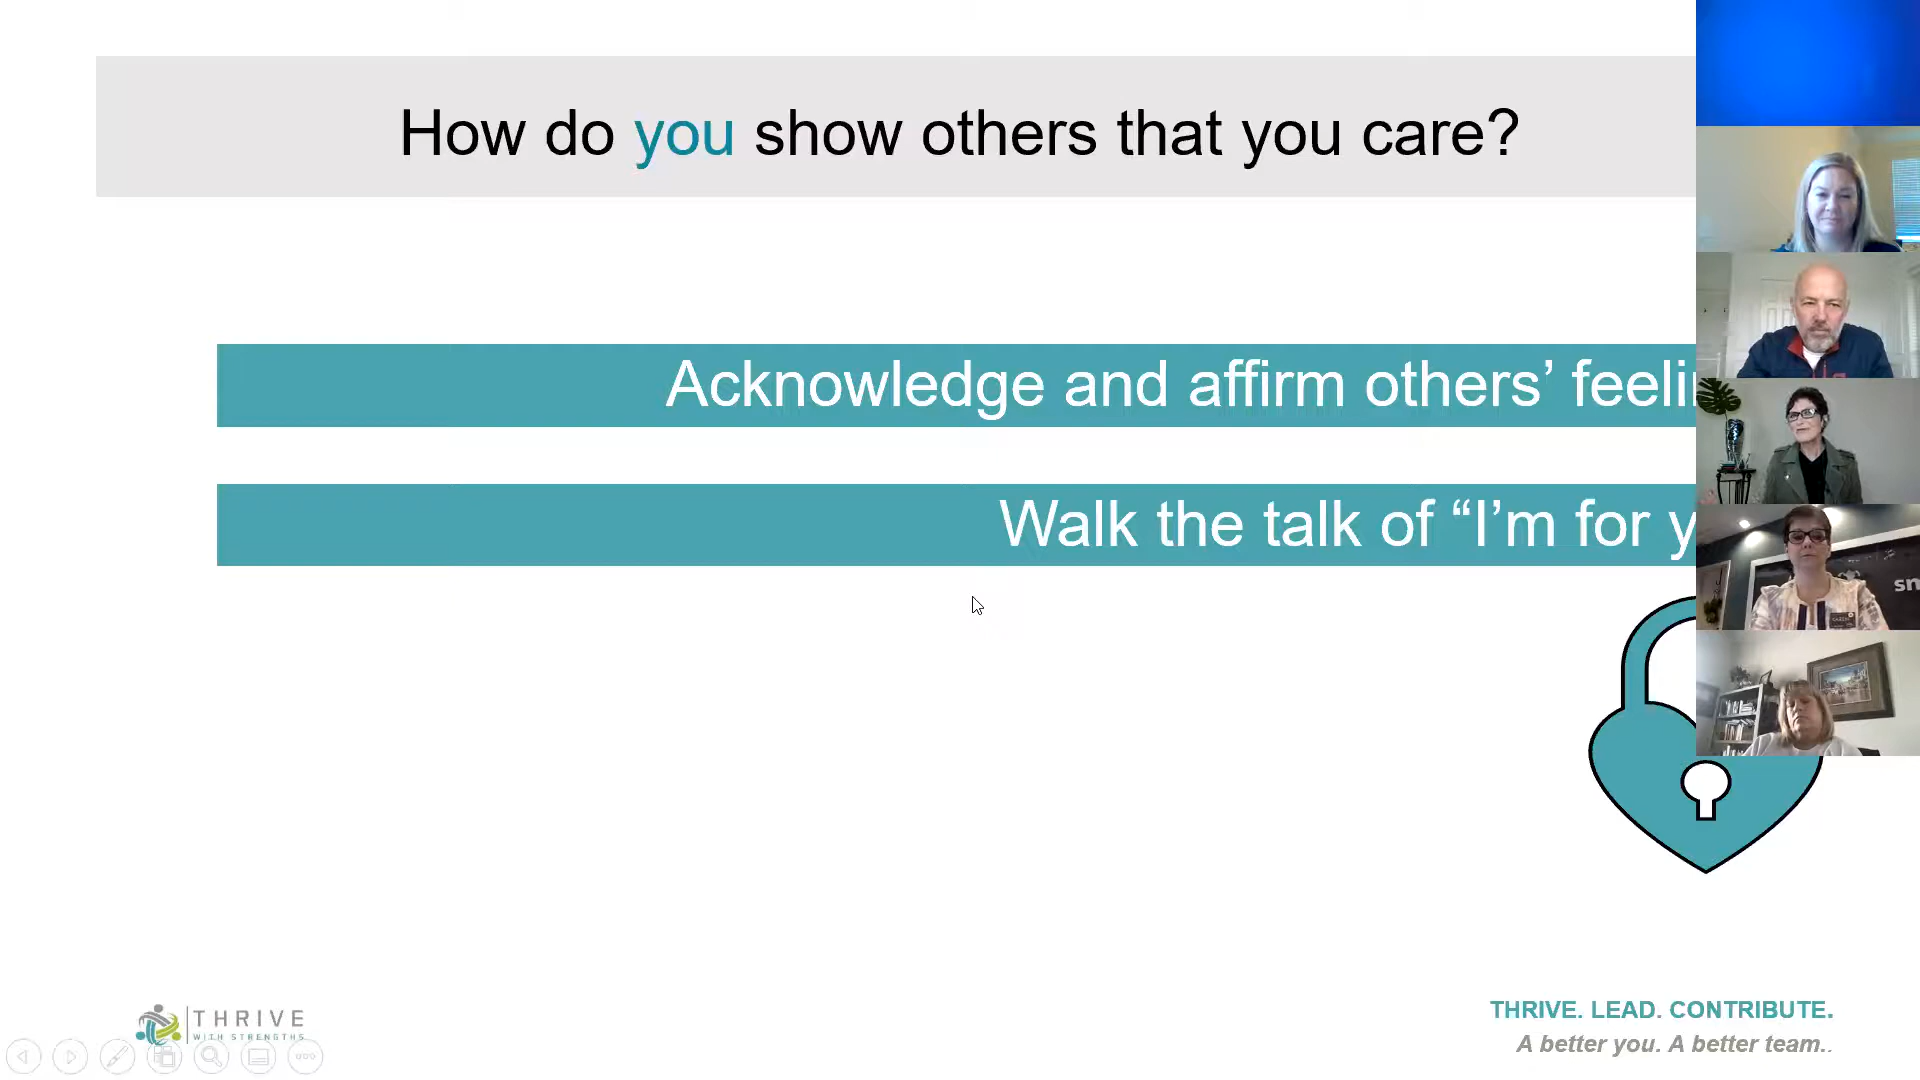 How do you show others that you care?
Acknowledge and affirm others’ feeli
Walk the talk of “I’m for y
sm
THRIVE
WITH STRENGTHS
THRIVE. LEAD. CONTRIBUTE.
A better you. A better team..